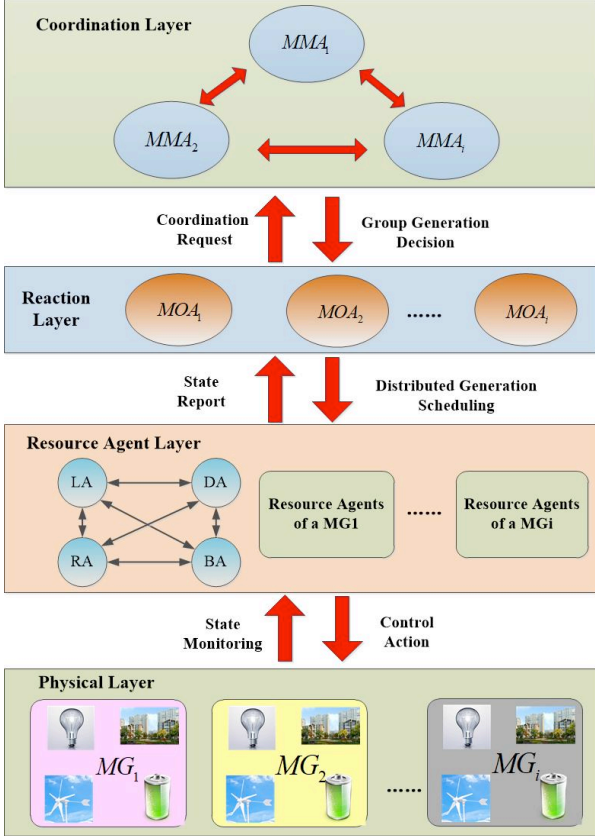 Coordination Layer
MMA₁
MMA₂
MMAᵢ
Coordination
Request
Group Generation
Decision
Reaction
Layer
MOA₁
MOA₂
......
MOAᵢ
State
Report
Distributed Generation
Scheduling
Resource Agent Layer
LA
DA
RA
BA
Resource Agents
of a MG1
......
Resource Agents
of a MGi
State
Monitoring
Control
Action
Physical Layer
MG₁
MG₂
......
MGᵢ